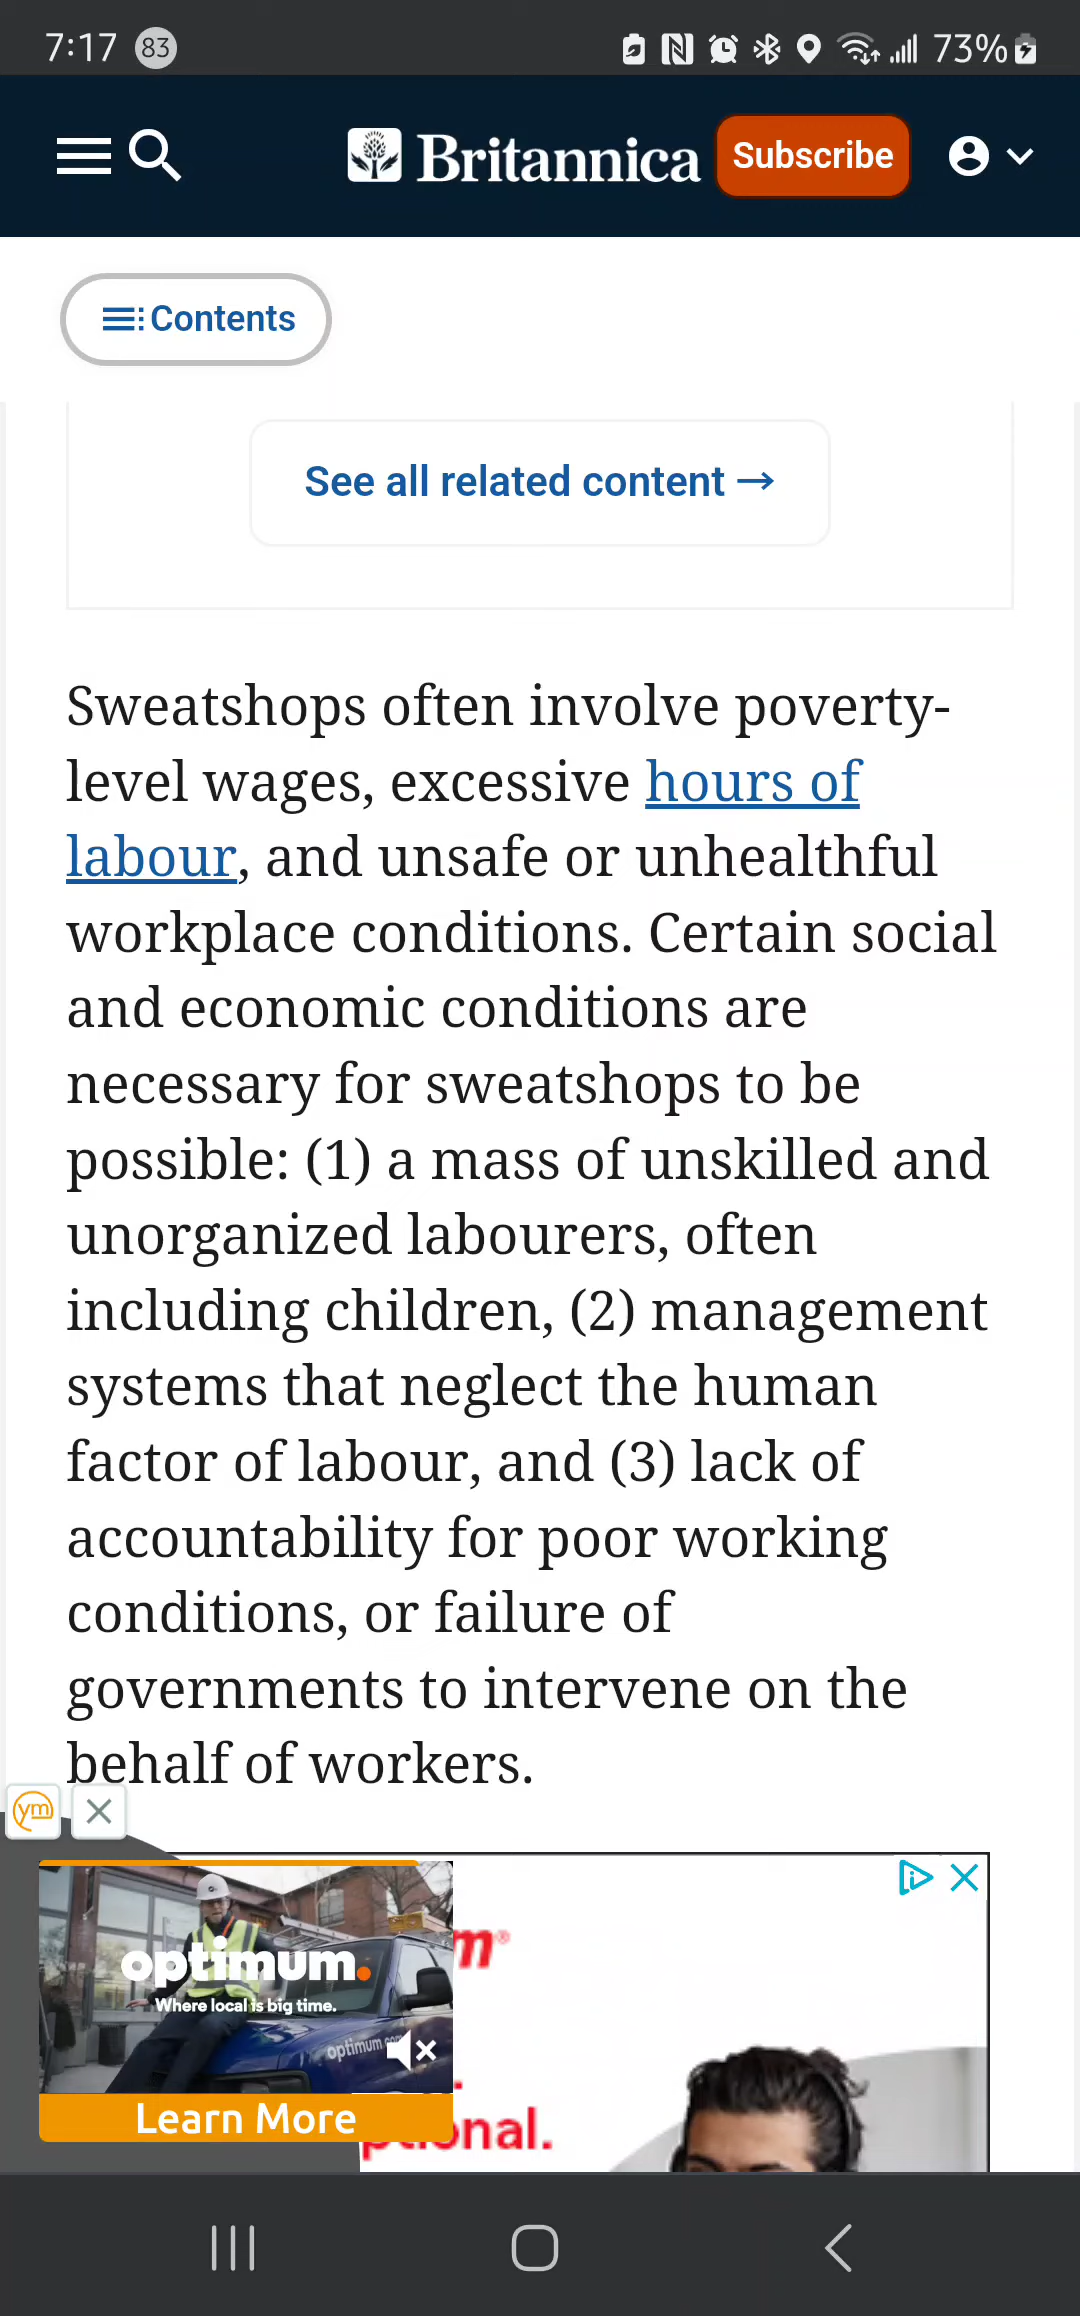 7:17 83 73%
Britannica Subscribe
Contents
See all related content →
Sweatshops often involve poverty-
level wages, excessive hours of
labour, and unsafe or unhealthful
workplace conditions. Certain social
and economic conditions are
necessary for sweatshops to be
possible: (1) a mass of unskilled and
unorganized labourers, often
including children, (2) management
systems that neglect the human
factor of labour, and (3) lack of
accountability for poor working
conditions, or failure of
governments to intervene on the
behalf of workers.
ym
optimum.
Where local is big time.
Learn More